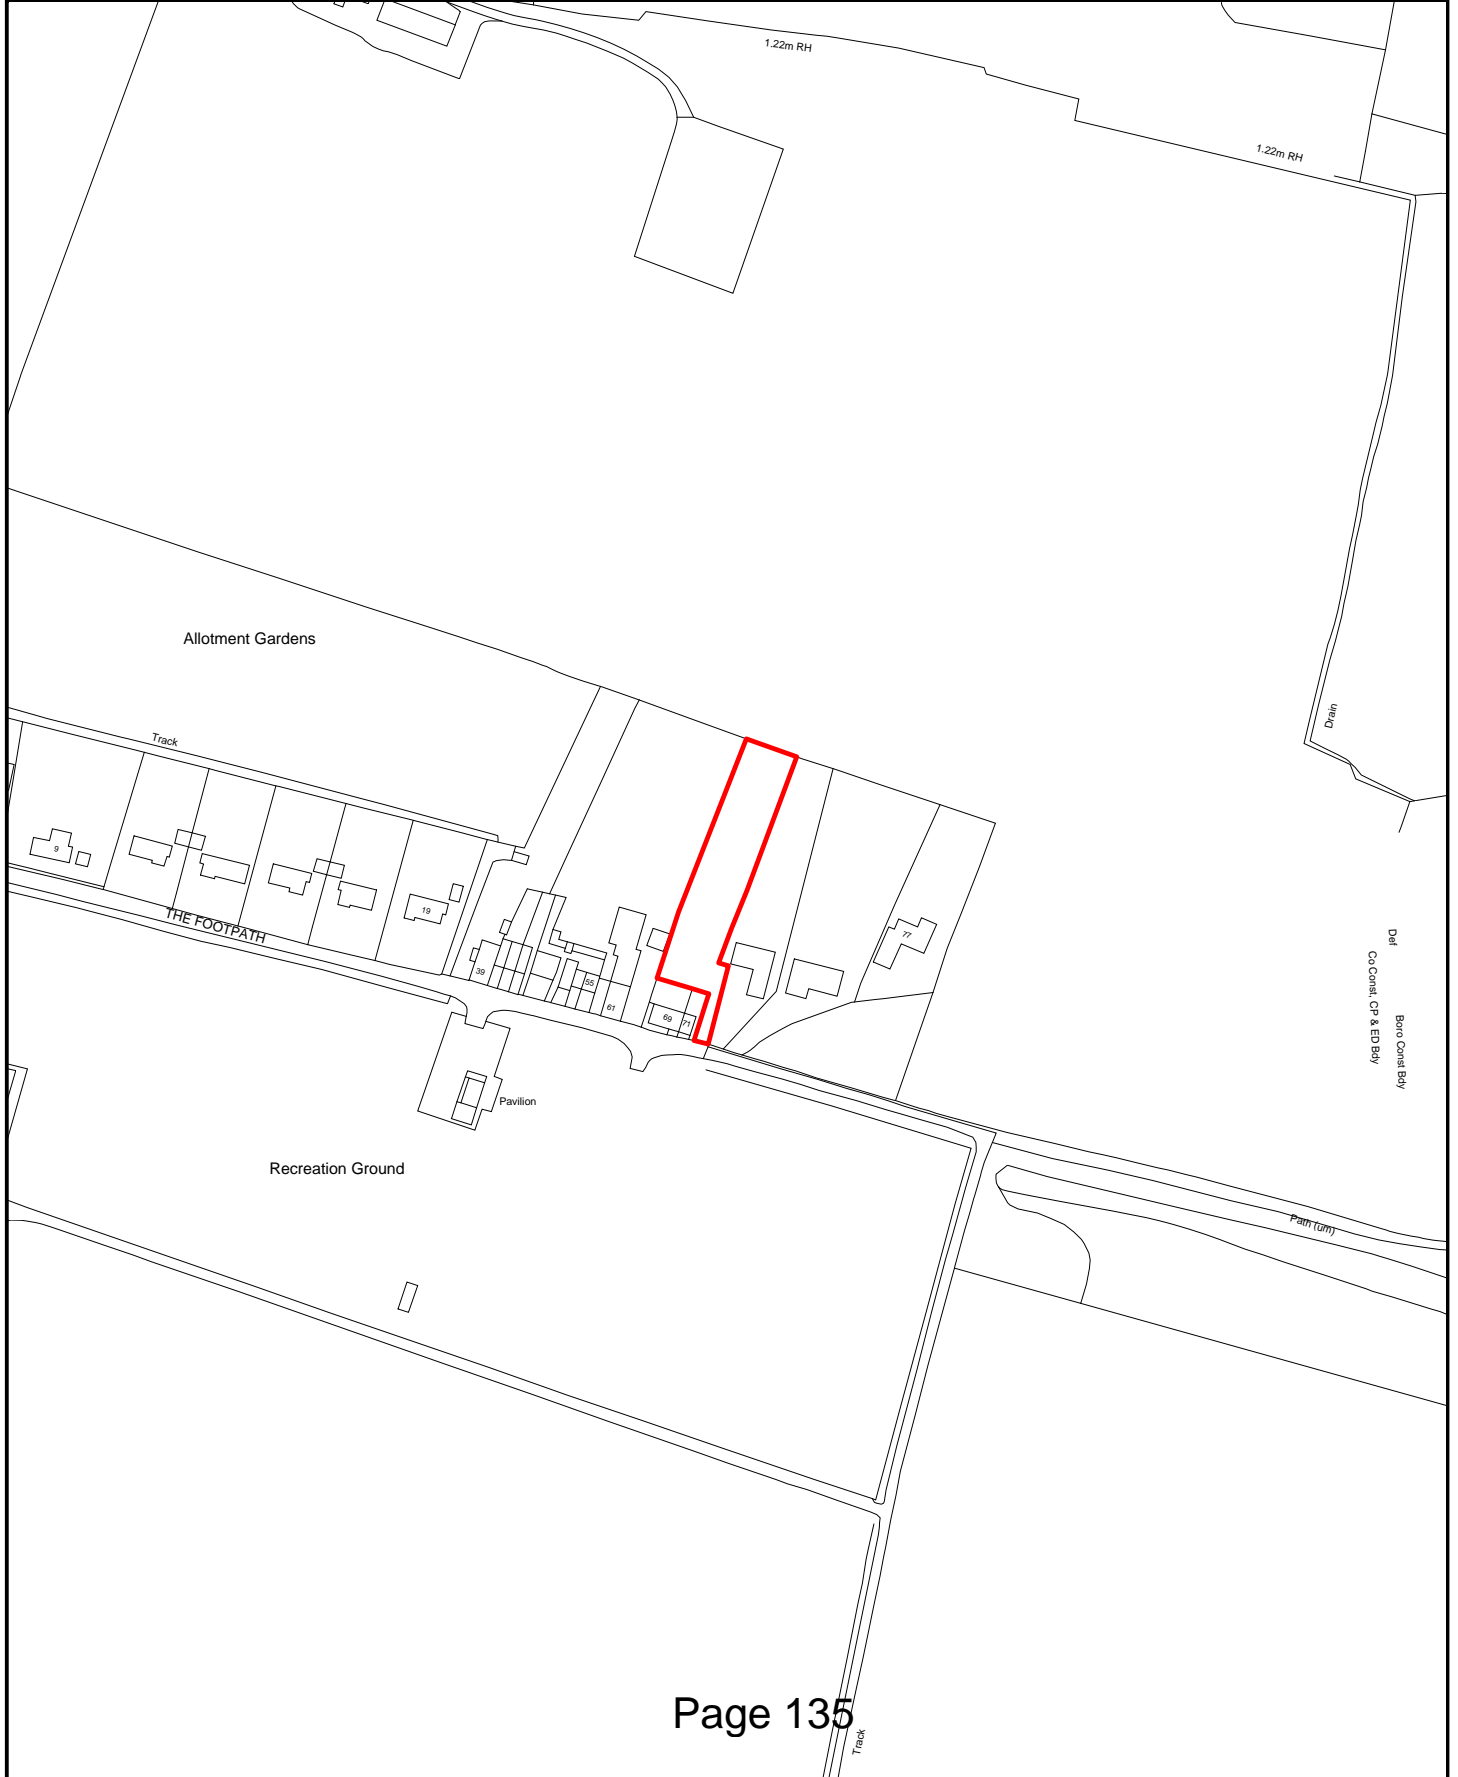 1.22m RH
1.22m RH
Allotment Gardens
Drain
Track
9
19
THE FOOTPATH
77
39
55
61
69
71
Def
Co Const, CP & ED Bdy
Boro Const Bdy
Pavilion
Recreation Ground
Path (um)
Page 135
Track